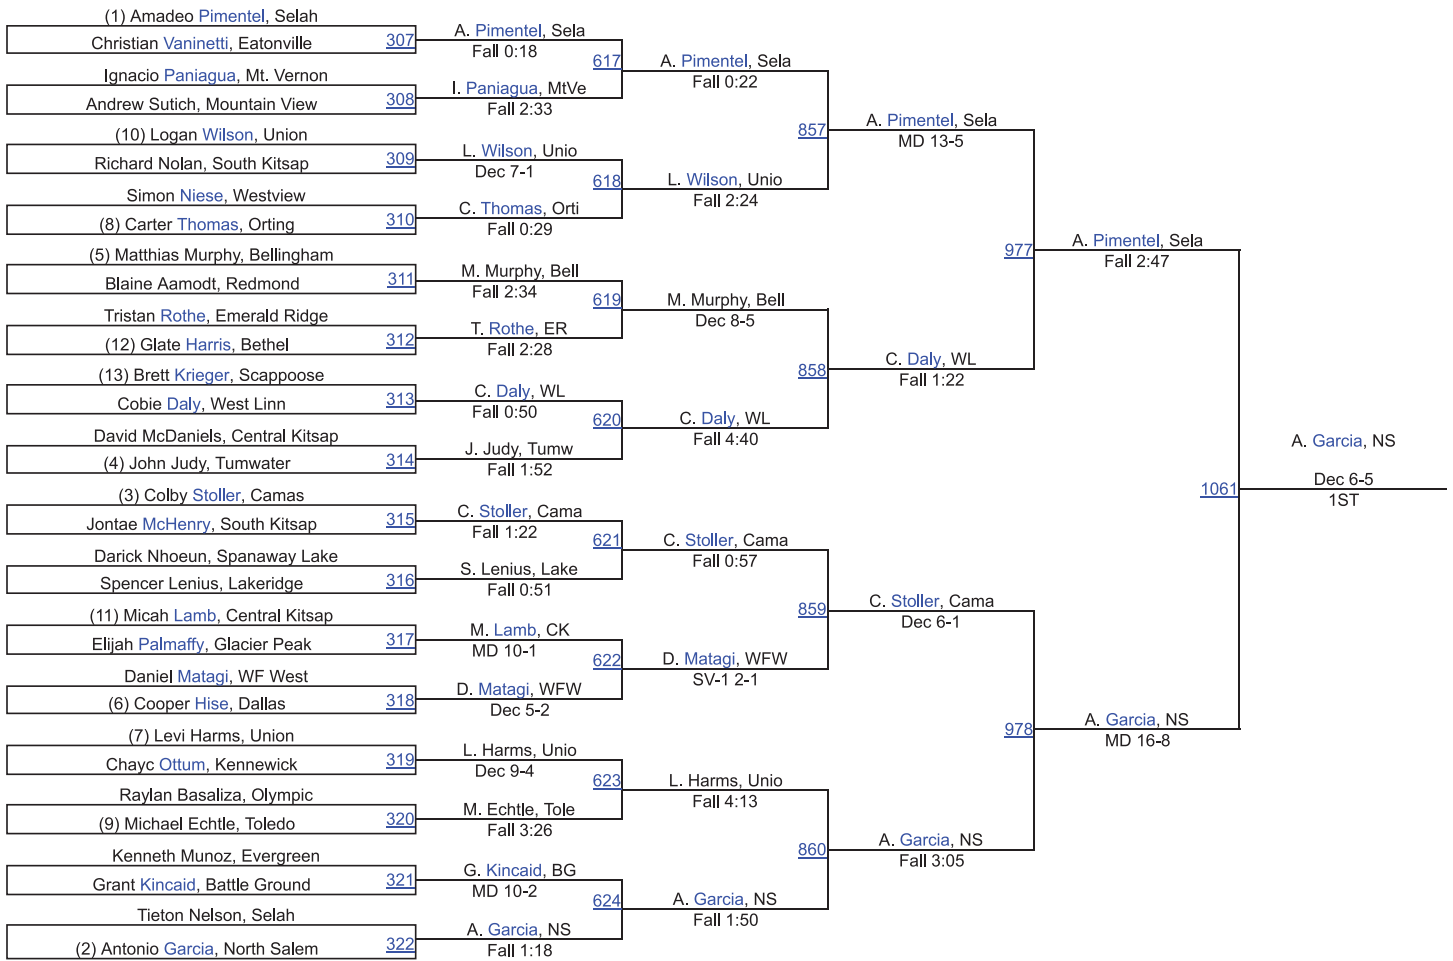 (1) Amadeo Pimentel, Selah
Christian Vaninetti, Eatonville
307
Ignacio Paniagua, Mt. Vernon
Andrew Sutich, Mountain View
308
(10) Logan Wilson, Union
Richard Nolan, South Kitsap
309
Simon Niese, Westview
(8) Carter Thomas, Orting
310
(5) Matthias Murphy, Bellingham
Blaine Aamodt, Redmond
311
Tristan Rothe, Emerald Ridge
(12) Glate Harris, Bethel
312
(13) Brett Krieger, Scappoose
Cobie Daly, West Linn
313
David McDaniels, Central Kitsap
(4) John Judy, Tumwater
314
(3) Colby Stoller, Camas
Jontae McHenry, South Kitsap
315
Darick Nhoeun, Spanaway Lake
Spencer Lenius, Lakeridge
316
(11) Micah Lamb, Central Kitsap
Elijah Palmaffy, Glacier Peak
317
Daniel Matagi, WF West
(6) Cooper Hise, Dallas
318
(7) Levi Harms, Union
Chayc Ottum, Kennewick
319
Raylan Basaliza, Olympic
(9) Michael Echtle, Toledo
320
Kenneth Munoz, Evergreen
Grant Kincaid, Battle Ground
321
Tieton Nelson, Selah
(2) Antonio Garcia, North Salem
322
A. Pimentel, Sela
Fall 0:18
617
I. Paniagua, MtVe
Fall 2:33
L. Wilson, Unio
Dec 7-1
618
C. Thomas, Orti
Fall 0:29
M. Murphy, Bell
Fall 2:34
619
T. Rothe, ER
Fall 2:28
C. Daly, WL
Fall 0:50
620
J. Judy, Tumw
Fall 1:52
C. Stoller, Cama
Fall 1:22
621
S. Lenius, Lake
Fall 0:51
M. Lamb, CK
MD 10-1
622
D. Matagi, WFW
Dec 5-2
L. Harms, Unio
Dec 9-4
623
M. Echtle, Tole
Fall 3:26
G. Kincaid, BG
MD 10-2
624
A. Garcia, NS
Fall 1:18
A. Pimentel, Sela
Fall 0:22
857
L. Wilson, Unio
Fall 2:24
M. Murphy, Bell
Dec 8-5
858
C. Daly, WL
Fall 4:40
C. Stoller, Cama
Fall 0:57
859
D. Matagi, WFW
SV-1 2-1
L. Harms, Unio
Fall 4:13
860
A. Garcia, NS
Fall 1:50
A. Pimentel, Sela
MD 13-5
977
C. Daly, WL
Fall 1:22
C. Stoller, Cama
Dec 6-1
978
A. Garcia, NS
Fall 3:05
A. Pimentel, Sela
Fall 2:47
1061
A. Garcia, NS
MD 16-8
A. Garcia, NS
Dec 6-5
1ST